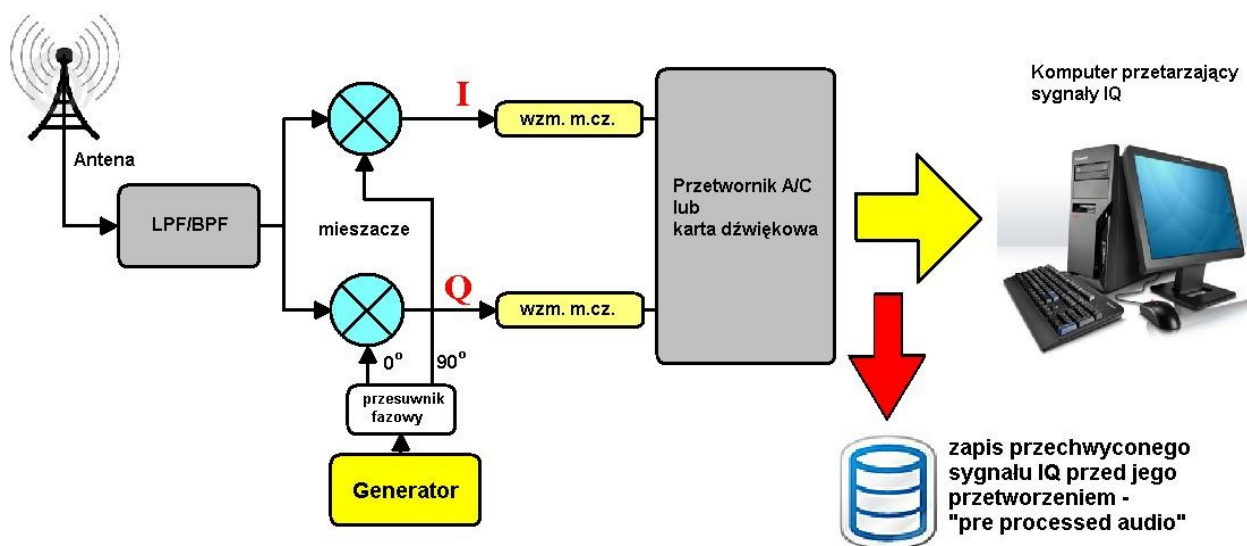 Komputer przetarzający
sygnały IQ
I
wzm. m.cz.
Antena
Przetwornik A/C
lub
karta dźwiękowa
LPF/BPF
mieszacze
Q
wzm. m.cz.
0°
90°
przesuwnik
fazowy
Generator
zapis przechwyconego
sygnału IQ przed jego
przetworzeniem -
"pre processed audio"